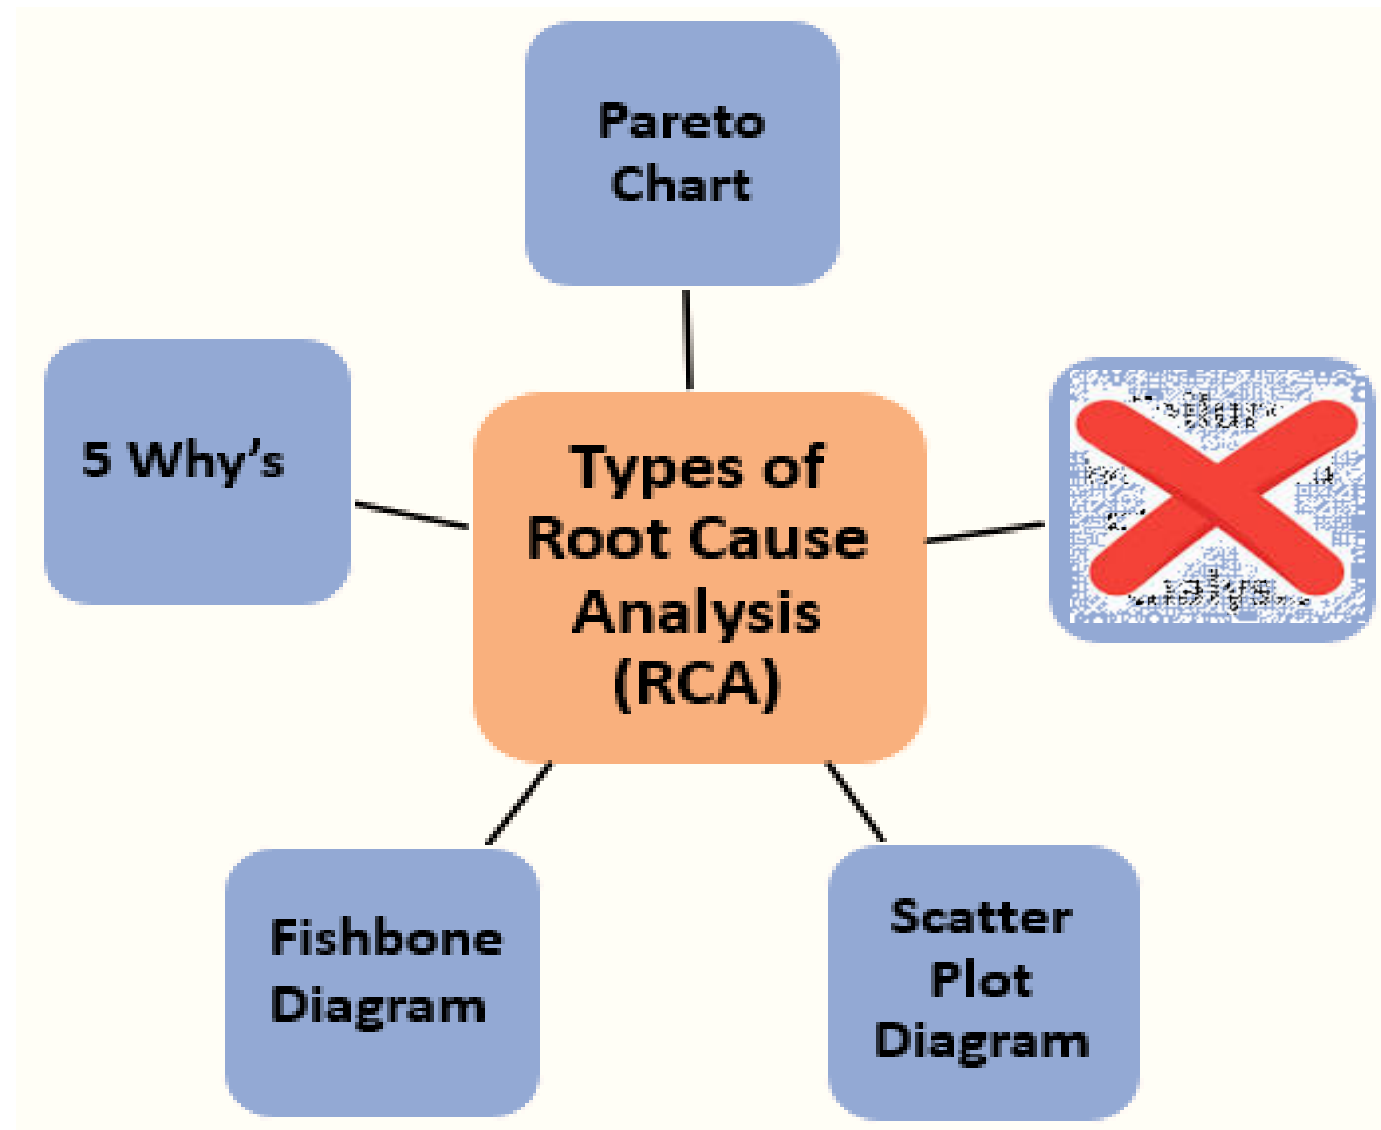 Pareto
Chart
5 Why's
Types of
Root Cause
Analysis
(RCA)
Fishbone
Diagram
Scatter
Plot
Diagram